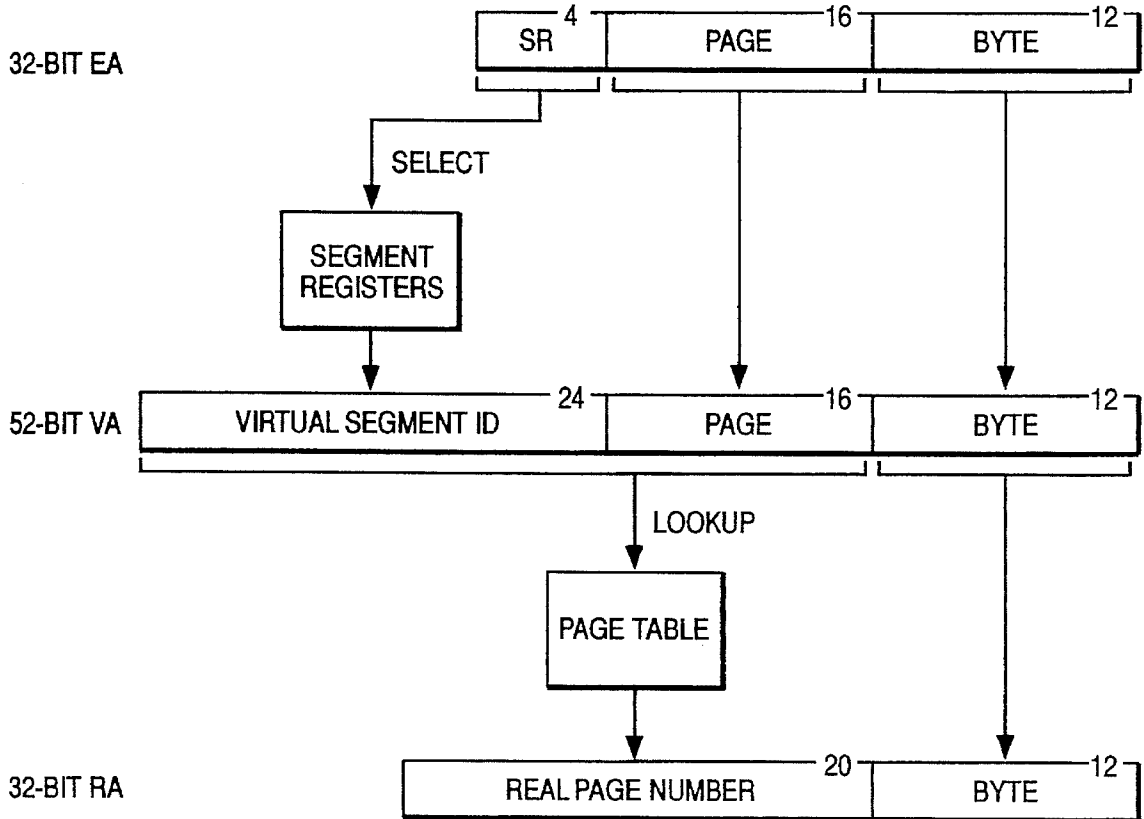 4 16 12
32-BIT EA SR PAGE BYTE
SELECT
SEGMENT
REGISTERS
24 16 12
52-BIT VA VIRTUAL SEGMENT ID PAGE BYTE
LOOKUP
PAGE TABLE
20 12
32-BIT RA REAL PAGE NUMBER BYTE